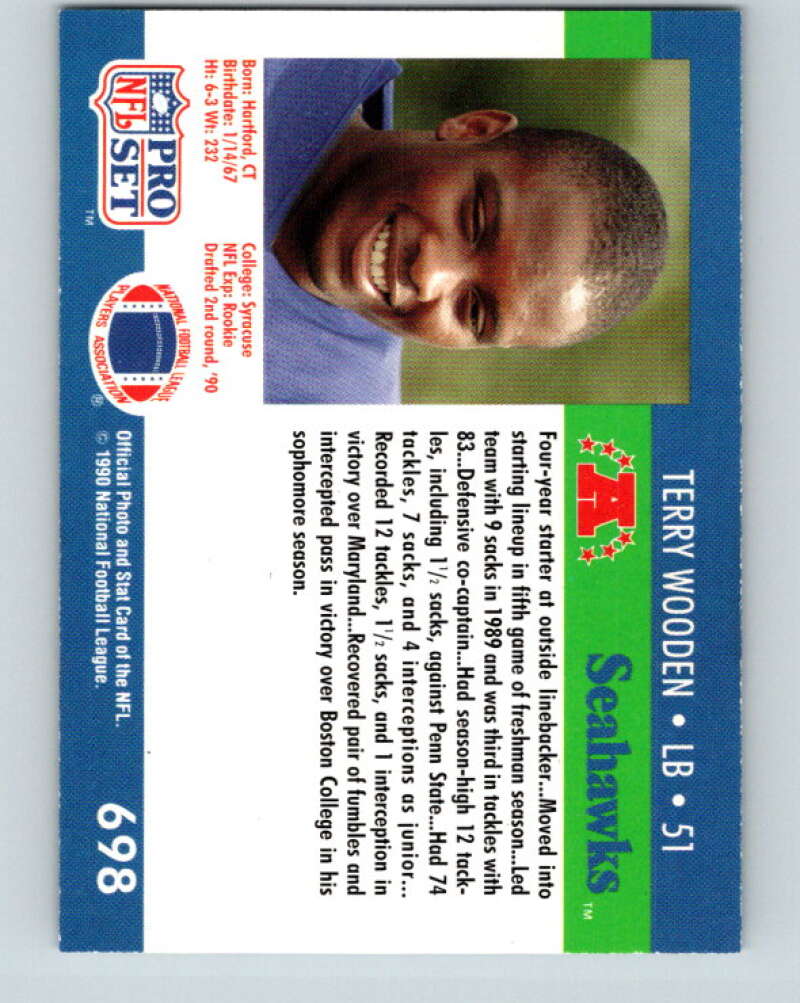 TERRY WOODEN • LB • 51
A
Seahawks™
Born: Hartford, CT
Birthdate: 1/14/67
Ht: 6-3 Wt: 232
College: Syracuse
NFL Exp: Rookie
Drafted 2nd round, '90
Four-year starter at outside linebacker...Moved into
starting lineup in fifth game of freshman season...Led
team with 9 sacks in 1989 and was third in tackles with
83...Defensive co-captain...Had season-high 12 tack-
les, including 1½ sacks, against Penn State...Had 74
tackles, 7 sacks, and 4 interceptions as junior...
Recorded 12 tackles, 1½ sacks, and 1 interception in
victory over Maryland...Recovered pair of fumbles and
intercepted pass in victory over Boston College in his
sophomore season.
NFL
PRO
SET
™
NATIONAL FOOTBALL LEAGUE
PLAYERS ASSOCIATION
®
Official Photo and Stat Card of the NFL.
© 1990 National Football League.
698